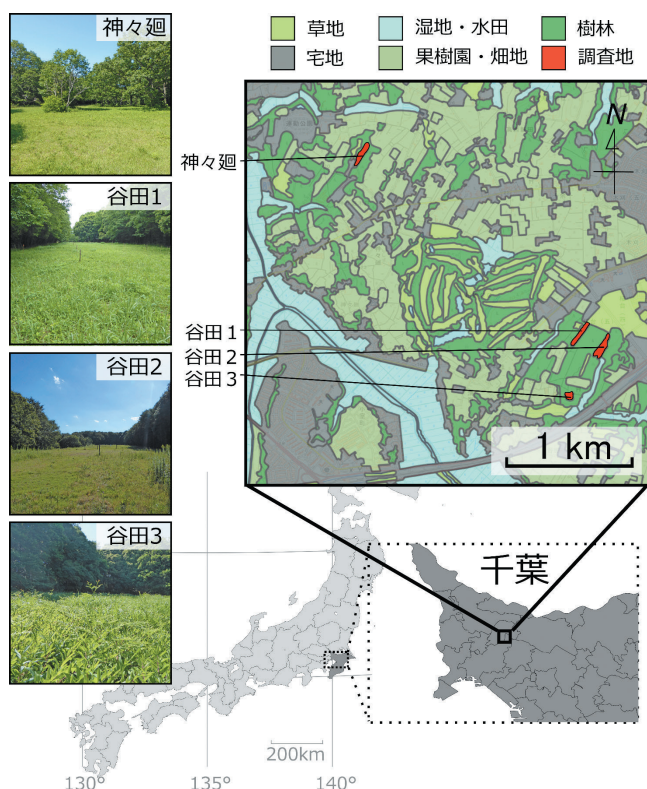 神々廻
谷田1
谷田2
谷田3
草地
湿地・水田
樹林
宅地
果樹園・畑地
調査地
N
神々廻
谷田1
谷田2
谷田3
1 km
千葉
200km
130°
135°
140°